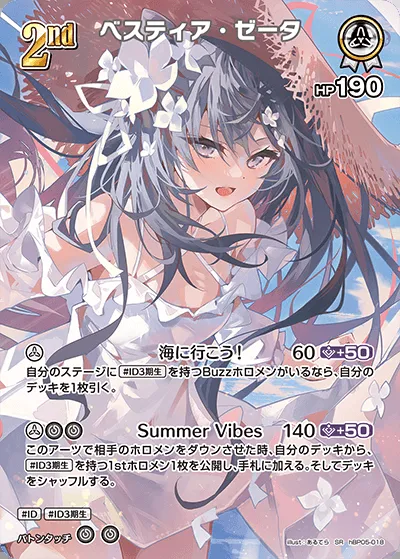 2nd
ベスティア・ゼータ
HP 190
海に行こう! 60 +50
自分のステージに #ID3期生 を持つBuzzホロメンがいるなら、自分の
デッキを1枚引く。
Summer Vibes 140 +50
このアーツで相手のホロメンをダウンさせた時、自分のデッキから、
#ID3期生 を持つ1stホロメン1枚を公開し、手札に加える。そしてデッキ
をシャッフルする。
#ID #ID3期生
バトンタッチ
illust:あるてら SR hBP05-018